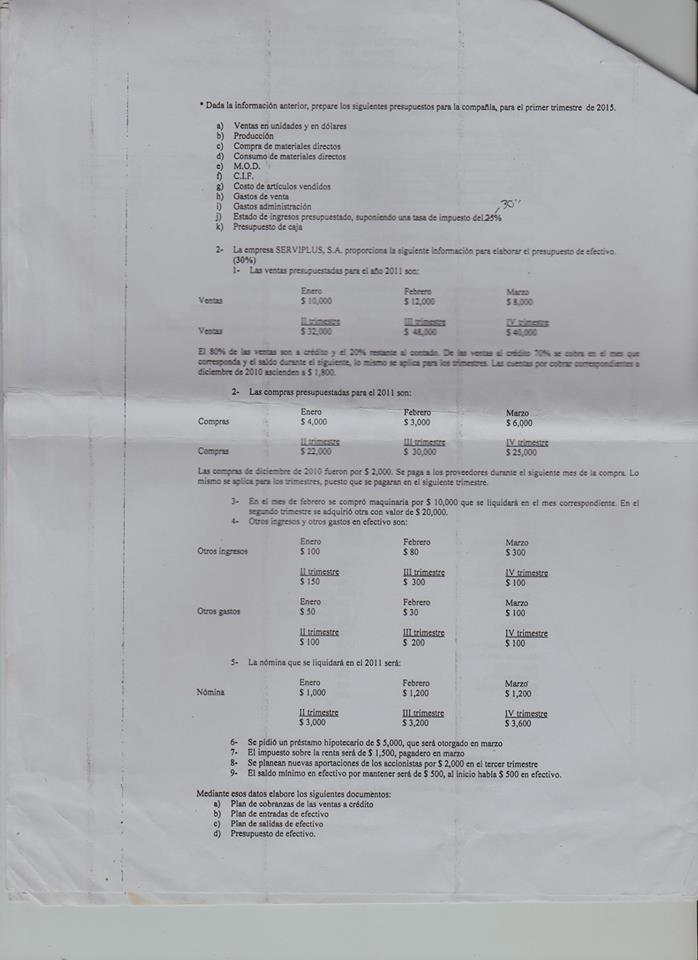 * Dada la información anterior, prepare los siguientes presupuestos para la compañía, para el primer trimestre de 2015.
a) Ventas en unidades y en dólares
b) Producción
c) Compra de materiales directos
d) Consumo de materiales directos
e) M.O.D.
f) C.I.F.
g) Costo de artículos vendidos
h) Gastos de venta
i) Gastos administración
30%
j) Estado de ingresos presupuestado, suponiendo una tasa de impuesto del 25%
k) Presupuesto de caja
2- La empresa SERVIPLUS, S.A. proporciona la siguiente información para elaborar el presupuesto de efectivo.
(30%)
1- Las ventas presupuestadas para el año 2011 son:
Enero Febrero Marzo
Ventas $ 10,000 $ 12,000 $ 8,000
II trimestre III trimestre IV trimestre
Ventas $ 32,000 $ 48,000 $ 40,000
El 80% de las ventas son a crédito y el 20% restante al contado. De las ventas al crédito 70% se cobra en el mes que
corresponda y el saldo durante el siguiente, lo mismo se aplica para los trimestres. Las cuentas por cobrar correspondientes a
diciembre de 2010 ascienden a $ 1,800.
2- Las compras presupuestadas para el 2011 son:
Enero Febrero Marzo
Compras $ 4,000 $ 3,000 $ 6,000
II trimestre III trimestre IV trimestre
Compras $ 22,000 $ 30,000 $ 25,000
Las compras de diciembre de 2010 fueron por $ 2,000. Se paga a los proveedores durante el siguiente mes de la compra. Lo
mismo se aplica para los trimestres, puesto que se pagaran en el siguiente trimestre.
3- En el mes de febrero se compró maquinaria por $ 10,000 que se liquidará en el mes correspondiente. En el
segundo trimestre se adquirió otra con valor de $ 20,000.
4- Otros ingresos y otros gastos en efectivo son:
Enero Febrero Marzo
Otros ingresos $ 100 $ 80 $ 300
II trimestre III trimestre IV trimestre
$ 150 $ 300 $ 100
Enero Febrero Marzo
Otros gastos $ 50 $ 30 $ 100
II trimestre III trimestre IV trimestre
$ 100 $ 200 $ 100
5- La nómina que se liquidará en el 2011 será:
Enero Febrero Marzo
Nómina $ 1,000 $ 1,200 $ 1,200
II trimestre III trimestre IV trimestre
$ 3,000 $ 3,200 $ 3,600
6- Se pidió un préstamo hipotecario de $ 5,000, que será otorgado en marzo
7- El impuesto sobre la renta será de $ 1,500, pagadero en marzo
8- Se planean nuevas aportaciones de los accionistas por $ 2,000 en el tercer trimestre
9- El saldo mínimo en efectivo por mantener será de $ 500, al inicio había $ 500 en efectivo.
Mediante esos datos elabore los siguientes documentos:
a) Plan de cobranzas de las ventas a crédito
b) Plan de entradas de efectivo
c) Plan de salidas de efectivo
d) Presupuesto de efectivo.